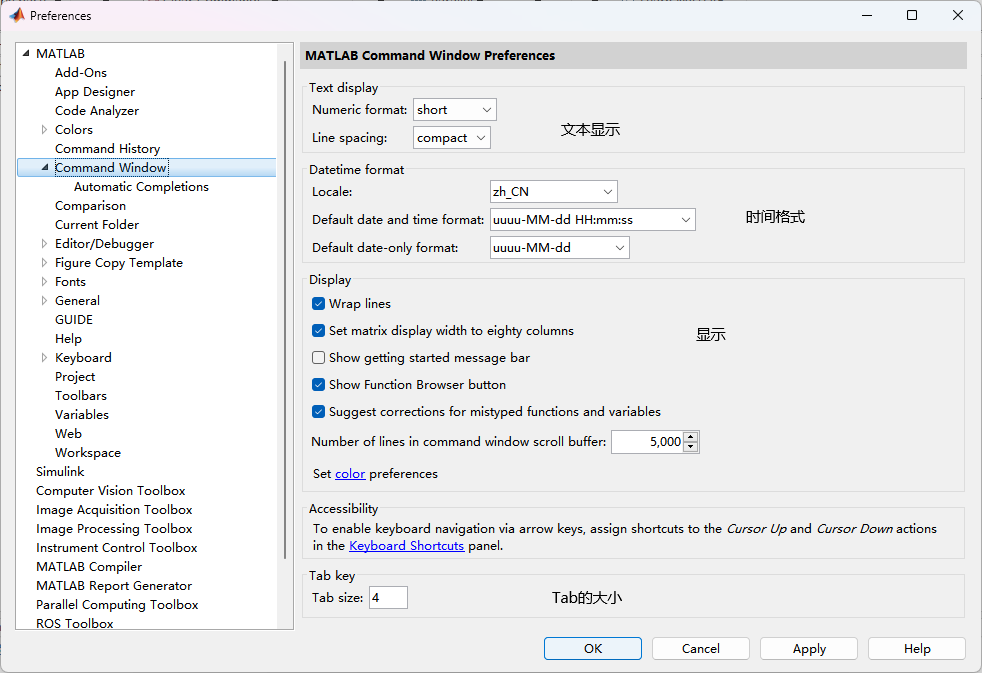 Preferences
MATLAB
Add-Ons
App Designer
Code Analyzer
Colors
Command History
Command Window
Automatic Completions
Comparison
Current Folder
Editor/Debugger
Figure Copy Template
Fonts
General
GUIDE
Help
Keyboard
Project
Toolbars
Variables
Web
Workspace
Simulink
Computer Vision Toolbox
Image Acquisition Toolbox
Image Processing Toolbox
Instrument Control Toolbox
MATLAB Compiler
MATLAB Report Generator
Parallel Computing Toolbox
ROS Toolbox
MATLAB Command Window Preferences
Text display
Numeric format: short
Line spacing: compact
文本显示
Datetime format
Locale: zh_CN
Default date and time format: uuuu-MM-dd HH:mm:ss
时间格式
Default date-only format: uuuu-MM-dd
Display
Wrap lines
Set matrix display width to eighty columns
显示
Show getting started message bar
Show Function Browser button
Suggest corrections for mistyped functions and variables
Number of lines in command window scroll buffer: 5,000
Set color preferences
Accessibility
To enable keyboard navigation via arrow keys, assign shortcuts to the Cursor Up and Cursor Down actions
in the Keyboard Shortcuts panel.
Tab key
Tab size: 4
Tab的大小
OK Cancel Apply Help